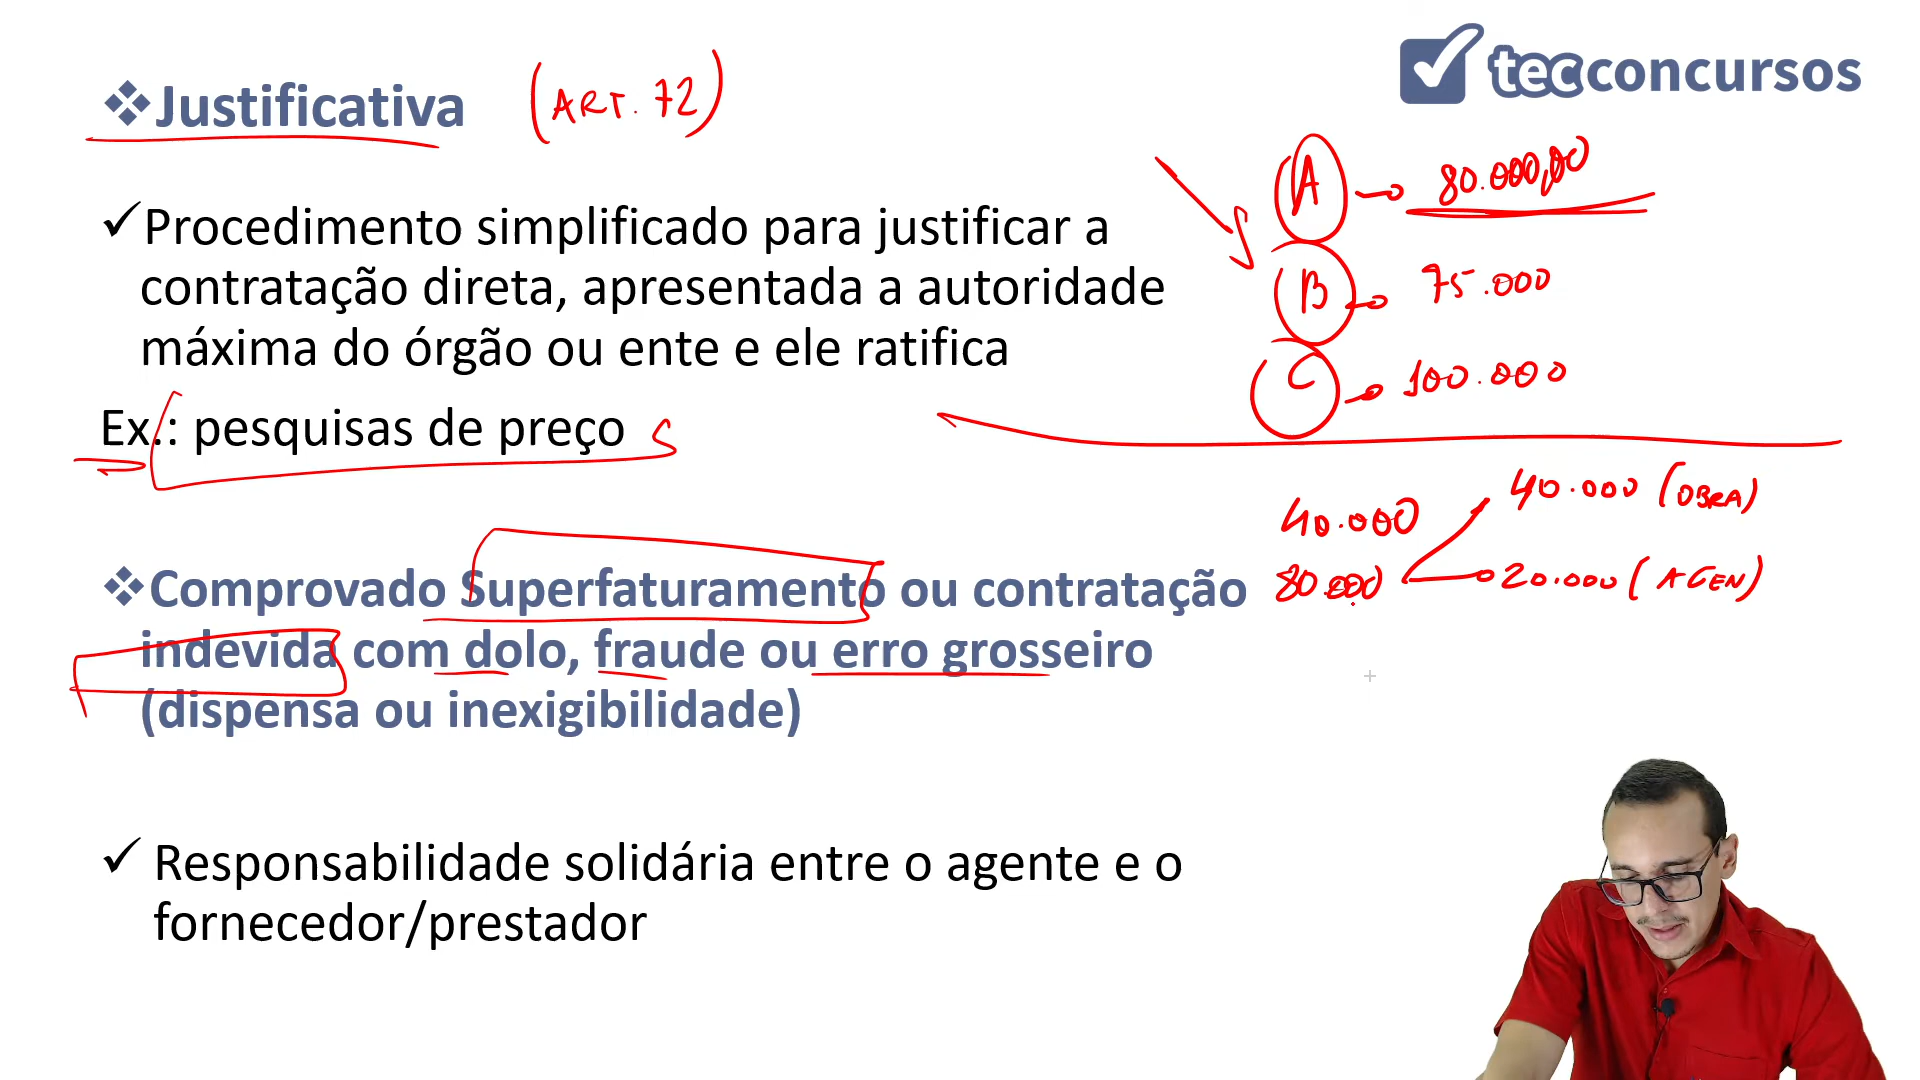 ❖Justificativa (ART. 72)
tecconcursos
✓Procedimento simplificado para justificar a
contratação direta, apresentada a autoridade
máxima do órgão ou ente e ele ratifica
Ex.: pesquisas de preço
A 80.000,00
B 75.000
C 100.000
40.000
80.000
40.000 (OBRA)
20.000 (AGEN)
❖Comprovado Superfaturamento ou contratação
indevida com dolo, fraude ou erro grosseiro
(dispensa ou inexigibilidade)
✓ Responsabilidade solidária entre o agente e o
fornecedor/prestador